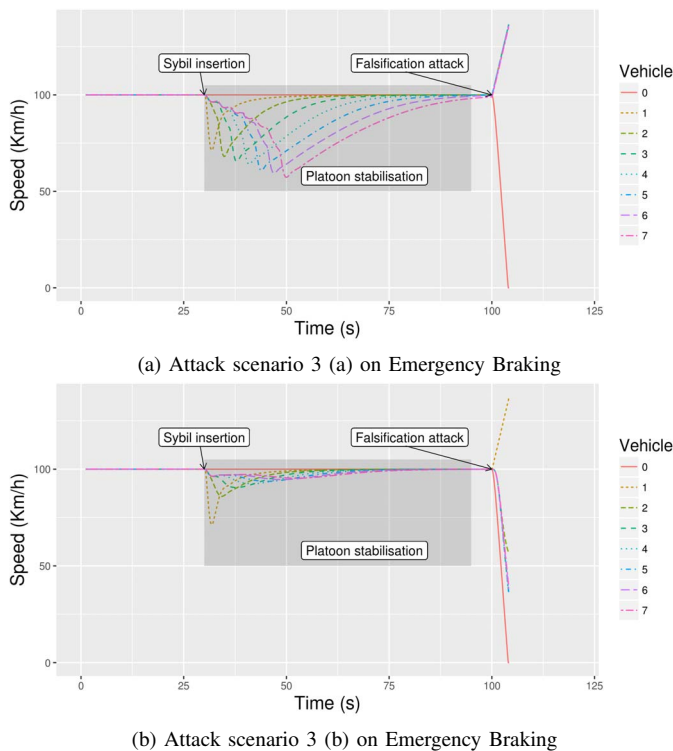 Sybil insertion
Falsification attack
Platoon stabilisation
Speed (Km/h)
100
50
0
0
25
50
75
100
125
Time (s)
Vehicle
0
1
2
3
4
5
6
7
(a) Attack scenario 3 (a) on Emergency Braking
Sybil insertion
Falsification attack
Platoon stabilisation
Speed (Km/h)
100
50
0
0
25
50
75
100
125
Time (s)
Vehicle
0
1
2
3
4
5
6
7
(b) Attack scenario 3 (b) on Emergency Braking